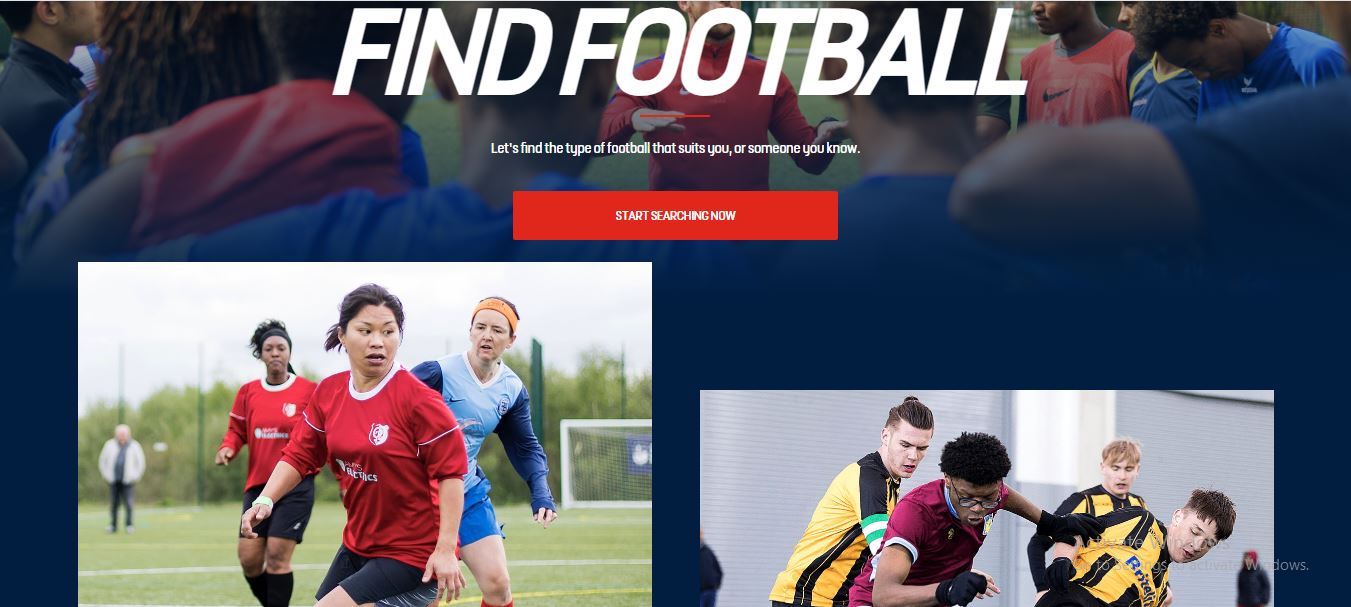 FIND FOOTBALL
Let's find the type of football that suits you, or someone you know.
START SEARCHING NOW
Activate Windows
Go to Settings to activate Windows.